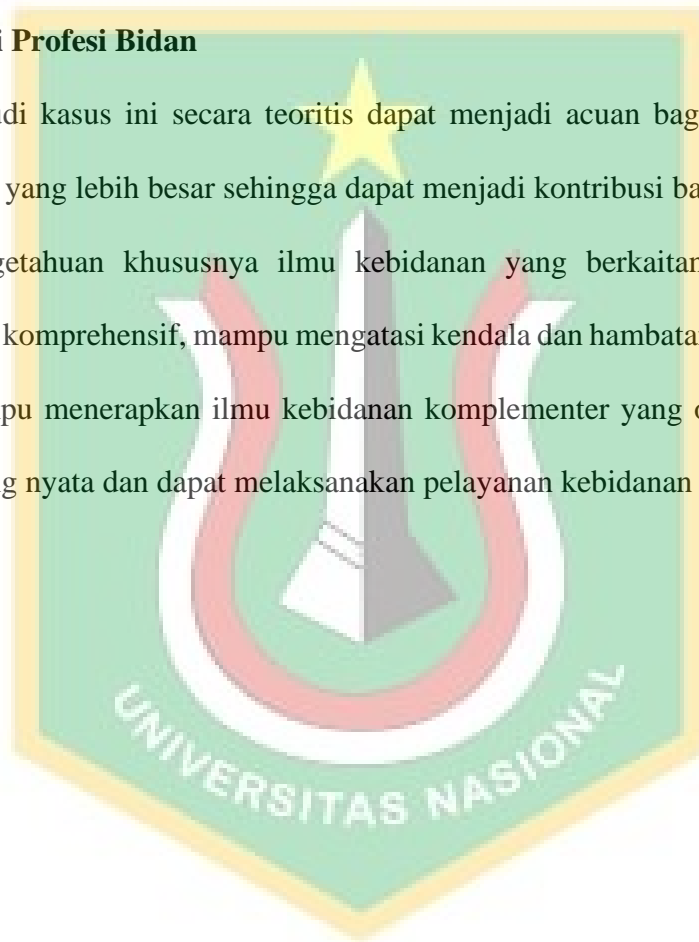 i Profesi Bidan
udi kasus ini secara teoritis dapat menjadi acuan bag
yang lebih besar sehingga dapat menjadi kontribusi ba
getahuan khususnya ilmu kebidanan yang berkaitan
komprehensif, mampu mengatasi kendala dan hambatan
pu menerapkan ilmu kebidanan komplementer yang
g nyata dan dapat melaksanakan pelayanan kebidanan
UNIVERSITAS NASIONAL